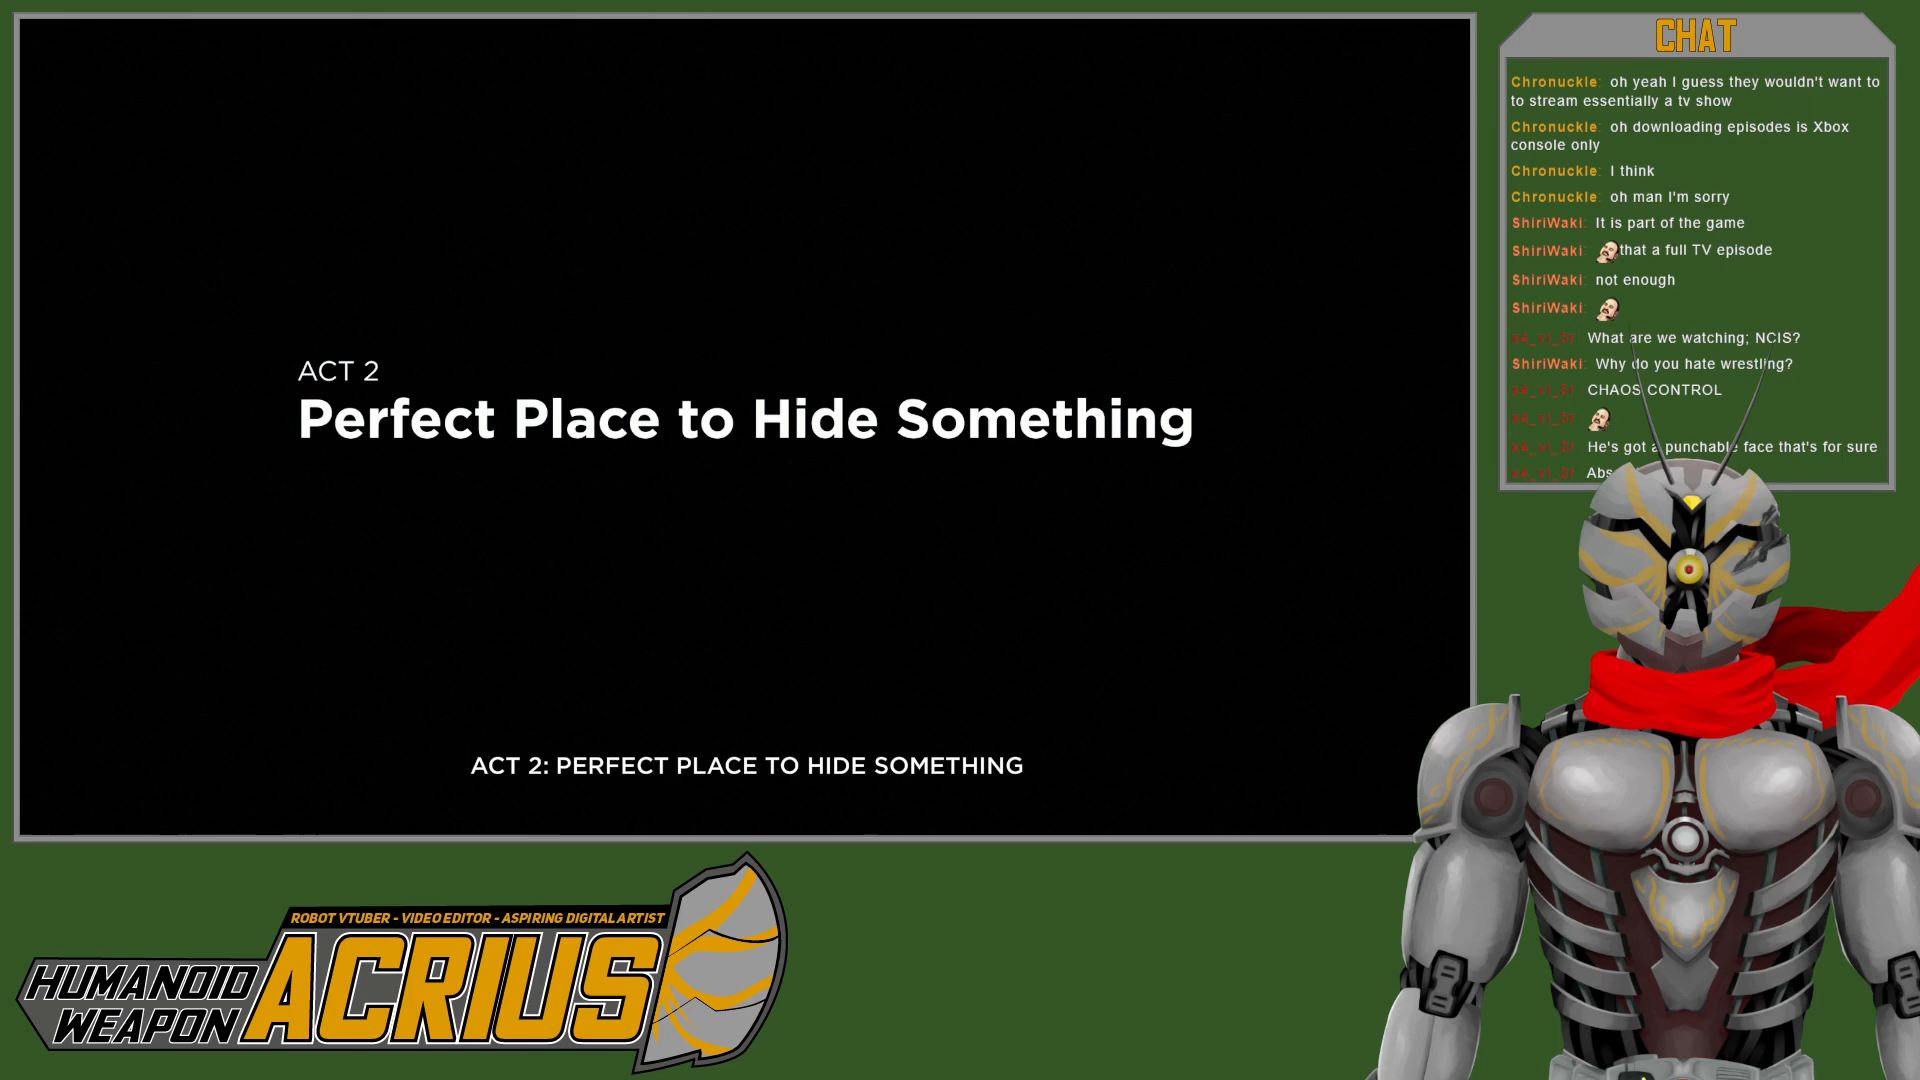 ACT 2
Perfect Place to Hide Something
ACT 2: PERFECT PLACE TO HIDE SOMETHING
CHAT
Chronuckle: oh yeah I guess they wouldn't want to
to stream essentially a tv show
Chronuckle: oh downloading episodes is Xbox
console only
Chronuckle: I think
Chronuckle: oh man I'm sorry
ShiriWaki: It is part of the game
ShiriWaki: that a full TV episode
ShiriWaki: not enough
ShiriWaki:
What are we watching; NCIS?
ShiriWaki: Why do you hate wrestling?
CHAOS CONTROL
He's got a punchable face that's for sure
ROBOT VTUBER - VIDEO EDITOR - ASPIRING DIGITAL ARTIST
HUMANOID
WEAPON
ACRIUS